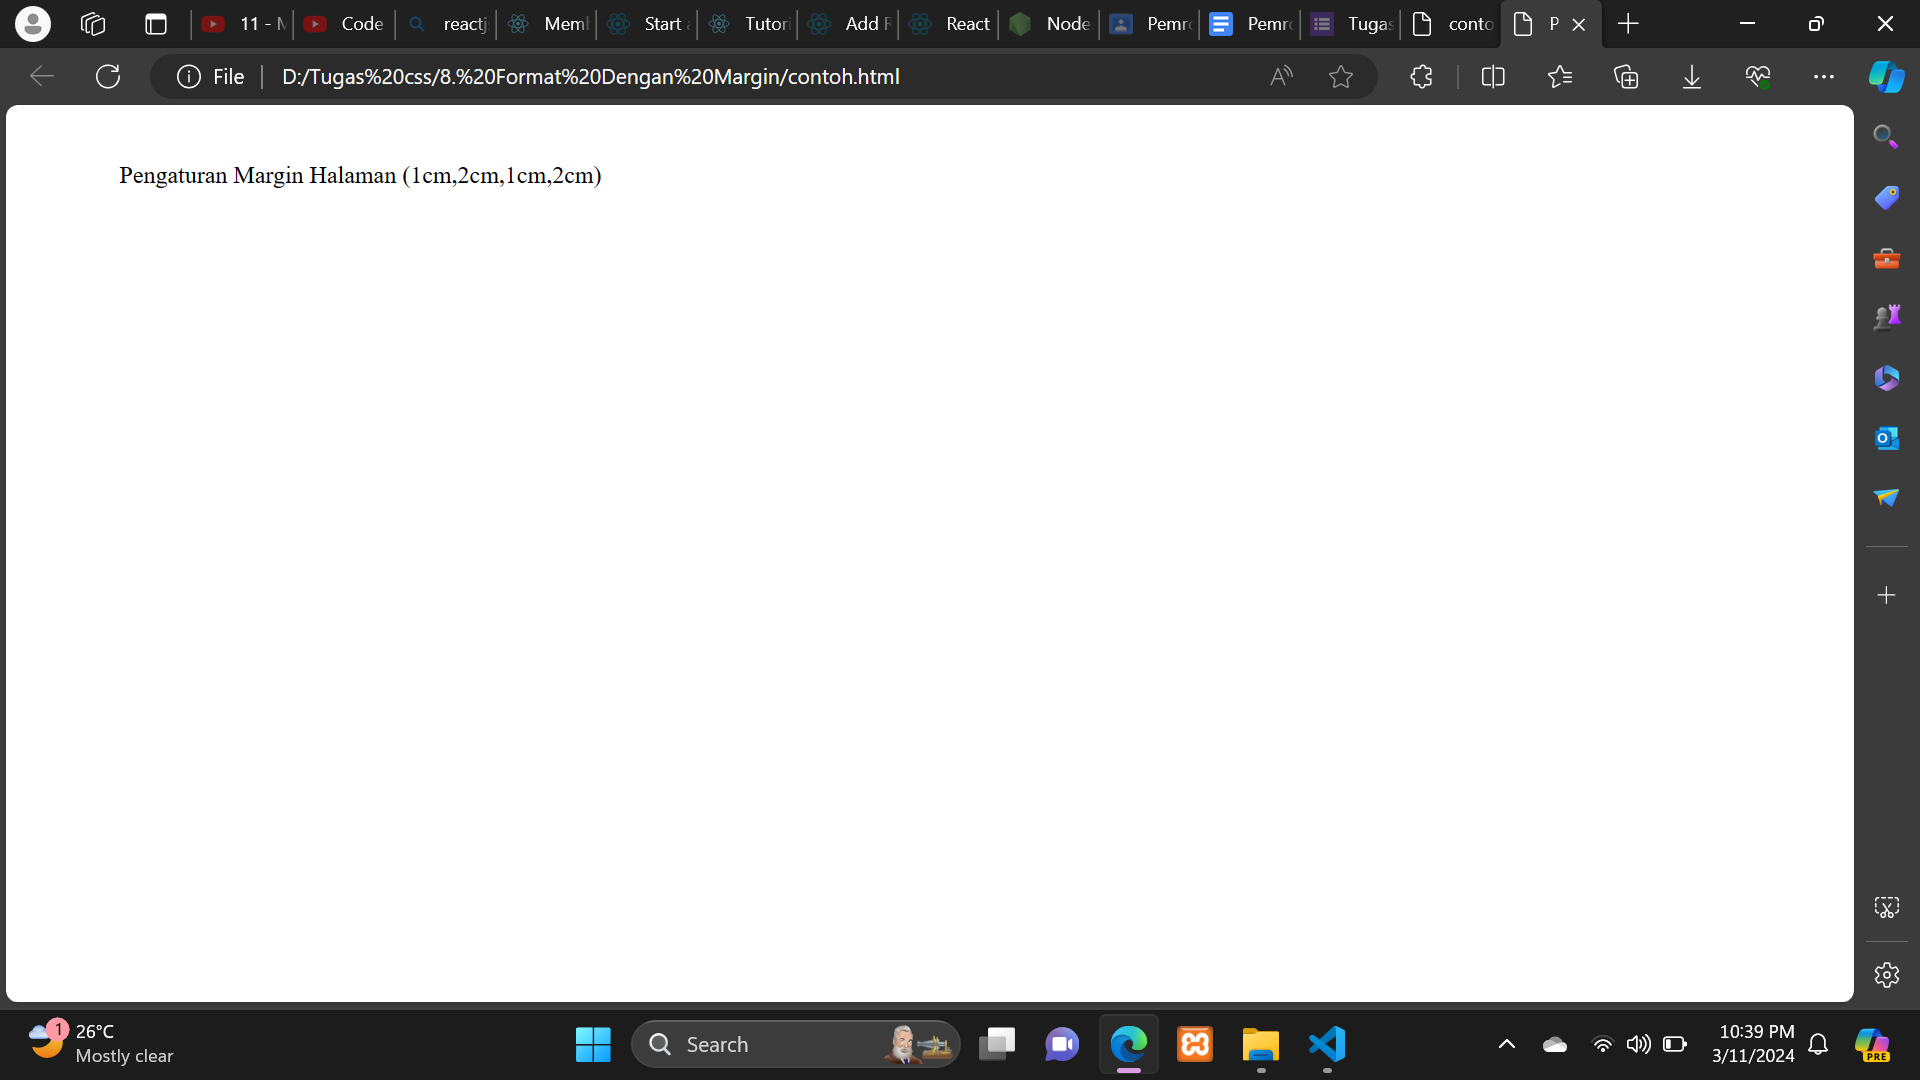 11 - M
Code
reactj
Meml
Start a
Tutori
Add R
React
Node
Pemro
Pemro
Tugas
conto
P
File
D:/Tugas%20css/8.%20Format%20Dengan%20Margin/contoh.html
Pengaturan Margin Halaman (1cm,2cm,1cm,2cm)
1
26°C
Mostly clear
Search
10:39 PM
3/11/2024
PRE